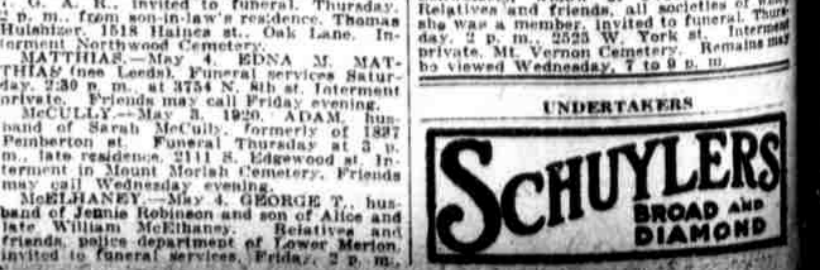 G. A. R., invited to funeral, Thursday,
2 p. m., from son-in-law's residence, Thomas
Hulshizer, 1518 Haines st., Oak Lane. In-
terment Northwood Cemetery.
MATTHIAS.—May 4, EDNA M. MAT-
THIAS (nee Leeds). Funeral services Satur-
day, 2:30 p. m., at 3754 N. 8th st. Interment
private. Friends may call Friday evening.
McCULLY.—May 3, 1920, ADAM, hus-
band of Sarah McCully, formerly of 1837
Pemberton st. Funeral Thursday at 3 p.
m., late residence, 2111 S. Edgewood st. In-
terment in Mount Moriah Cemetery. Friends
may call Wednesday evening.
McELHANEY.—May 4, GEORGE T., hus-
band of Jennie Robinson and son of Alice and
late William McElhaney. Relatives and
friends, police department of Lower Merion,
invited to funeral services, Friday, 2 p. m.,
Relatives and friends, all societies of
she was a member, invited to funeral, Thurs-
day, 2 p. m., 2525 W. York st. Interment
private, Mt. Vernon Cemetery. Remains may
be viewed Wednesday, 7 to 9 p. m.
UNDERTAKERS
SCHUYLERS
BROAD AND
DIAMOND